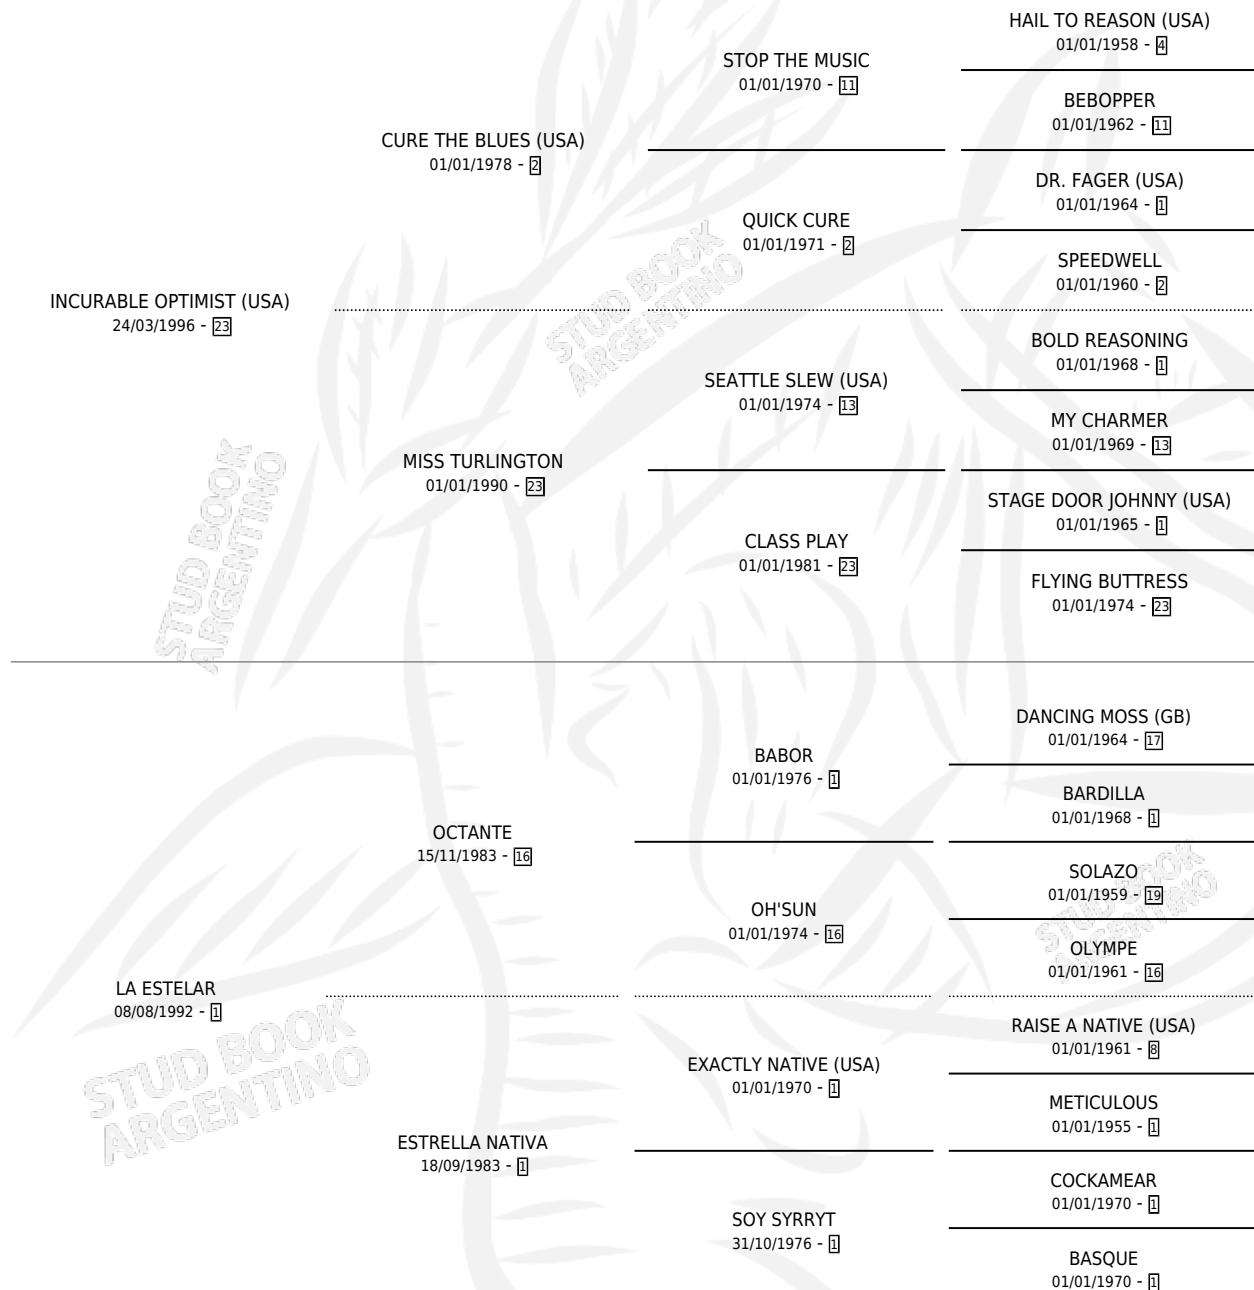 HAIL TO REASON (USA)
01/01/1958 - 4
STOP THE MUSIC
01/01/1970 - 11
BEBOPPER
01/01/1962 - 11
CURE THE BLUES (USA)
01/01/1978 - 2
DR. FAGER (USA)
01/01/1964 - 1
QUICK CURE
01/01/1971 - 2
SPEEDWELL
01/01/1960 - 2
INCURABLE OPTIMIST (USA)
24/03/1996 - 23
BOLD REASONING
01/01/1968 - 1
SEATTLE SLEW (USA)
01/01/1974 - 13
MY CHARMER
01/01/1969 - 13
MISS TURLINGTON
01/01/1990 - 23
STAGE DOOR JOHNNY (USA)
01/01/1965 - 1
CLASS PLAY
01/01/1981 - 23
FLYING BUTTRESS
01/01/1974 - 23
STUD BOOK
ARGENTINO
STUD BOOK
ARGENTINO
DANCING MOSS (GB)
01/01/1964 - 17
BABOR
01/01/1976 - 1
BARDILLA
01/01/1968 - 1
OCTANTE
15/11/1983 - 16
SOLAZO
01/01/1959 - 19
OH'SUN
01/01/1974 - 16
OLYMPE
01/01/1961 - 16
LA ESTELAR
08/08/1992 - 1
RAISE A NATIVE (USA)
01/01/1961 - 8
EXACTLY NATIVE (USA)
01/01/1970 - 1
METICULOUS
01/01/1955 - 1
ESTRELLA NATIVA
18/09/1983 - 1
COCKAMEAR
01/01/1970 - 1
SOY SYRRYT
31/10/1976 - 1
BASQUE
01/01/1970 - 1
STUD BOOK
ARGENTINO
STUD BOOK
ARGENTINO